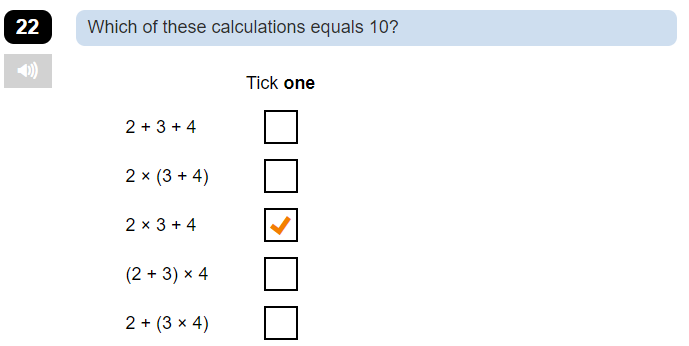 22 Which of these calculations equals 10?
Tick one
2 + 3 + 4
2 × (3 + 4)
2 × 3 + 4
(2 + 3) × 4
2 + (3 × 4)